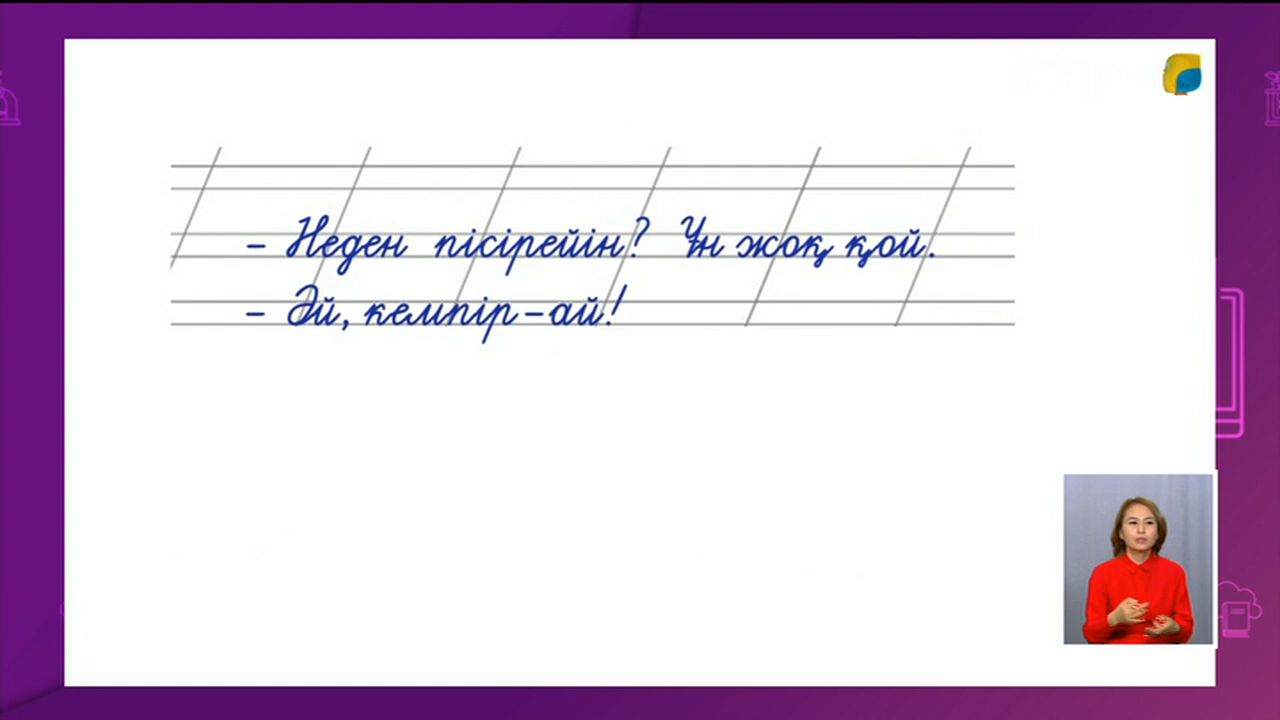 – Неден пісірейін? Ұн жоқ қой.
– Әй, кемпір-ай!